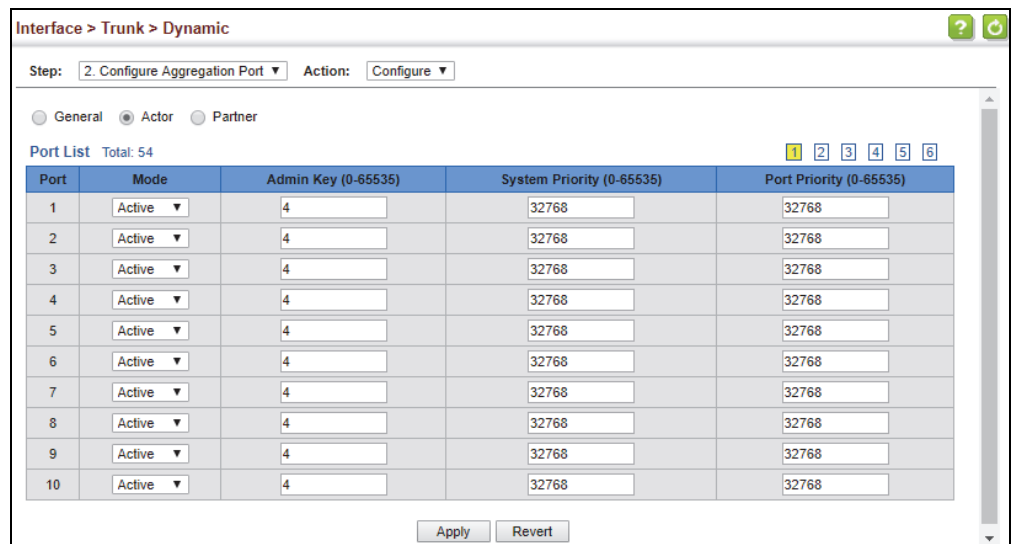 Interface > Trunk > Dynamic
?
Step: 2. Configure Aggregation Port Action: Configure
General Actor Partner
Port List Total: 54 1 2 3 4 5 6
Port Mode Admin Key (0-65535) System Priority (0-65535) Port Priority (0-65535)
1 Active 4 32768 32768
2 Active 4 32768 32768
3 Active 4 32768 32768
4 Active 4 32768 32768
5 Active 4 32768 32768
6 Active 4 32768 32768
7 Active 4 32768 32768
8 Active 4 32768 32768
9 Active 4 32768 32768
10 Active 4 32768 32768
Apply Revert